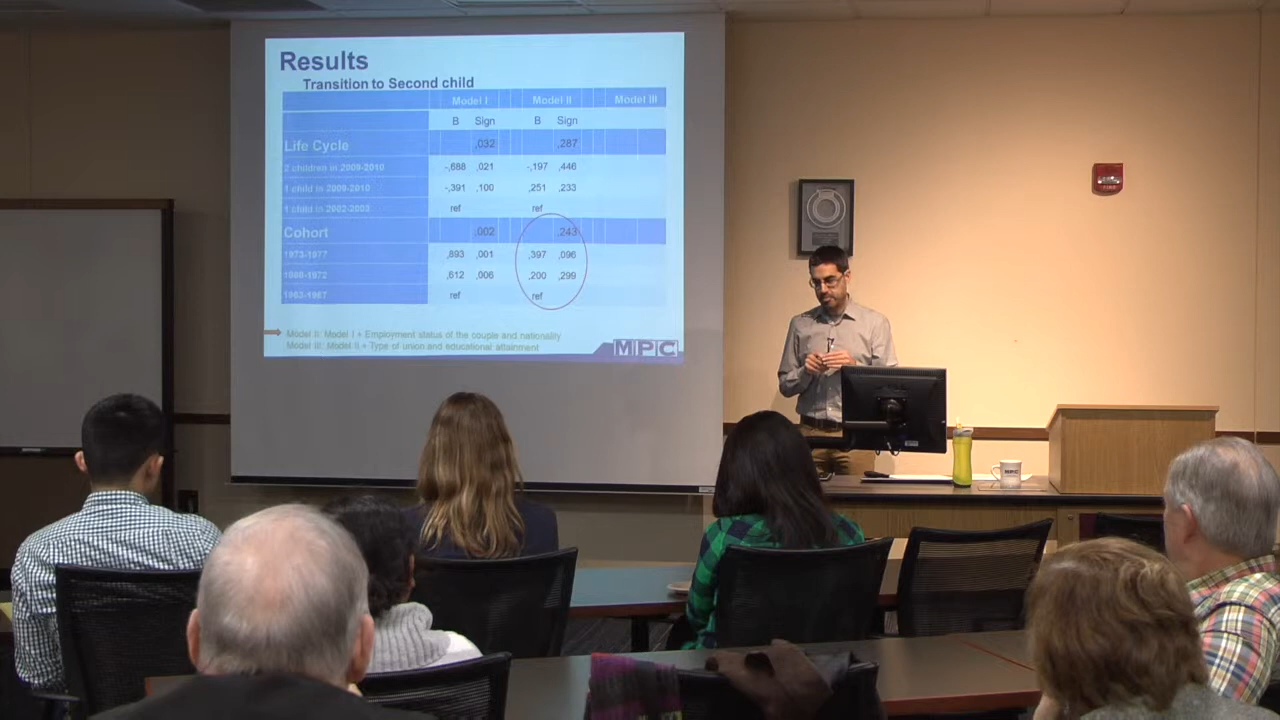 Results
Transition to Second child
Model I Model II Model III
B Sign B Sign
Life Cycle ,032 ,287
2 children in 2009-2010 -,688 ,021 -,197 ,446
1 child in 2009-2010 -,391 ,100 ,251 ,233
1 child in 2002-2003 ref ref
Cohort ,002 ,243
1973-1977 ,893 ,001 ,397 ,096
1968-1972 ,612 ,006 ,200 ,299
1963-1967 ref ref
Model II: Model I + Employment status of the couple and nationality
Model III: Model II + Type of union and educational attainment
MPC
FIRE
MPC